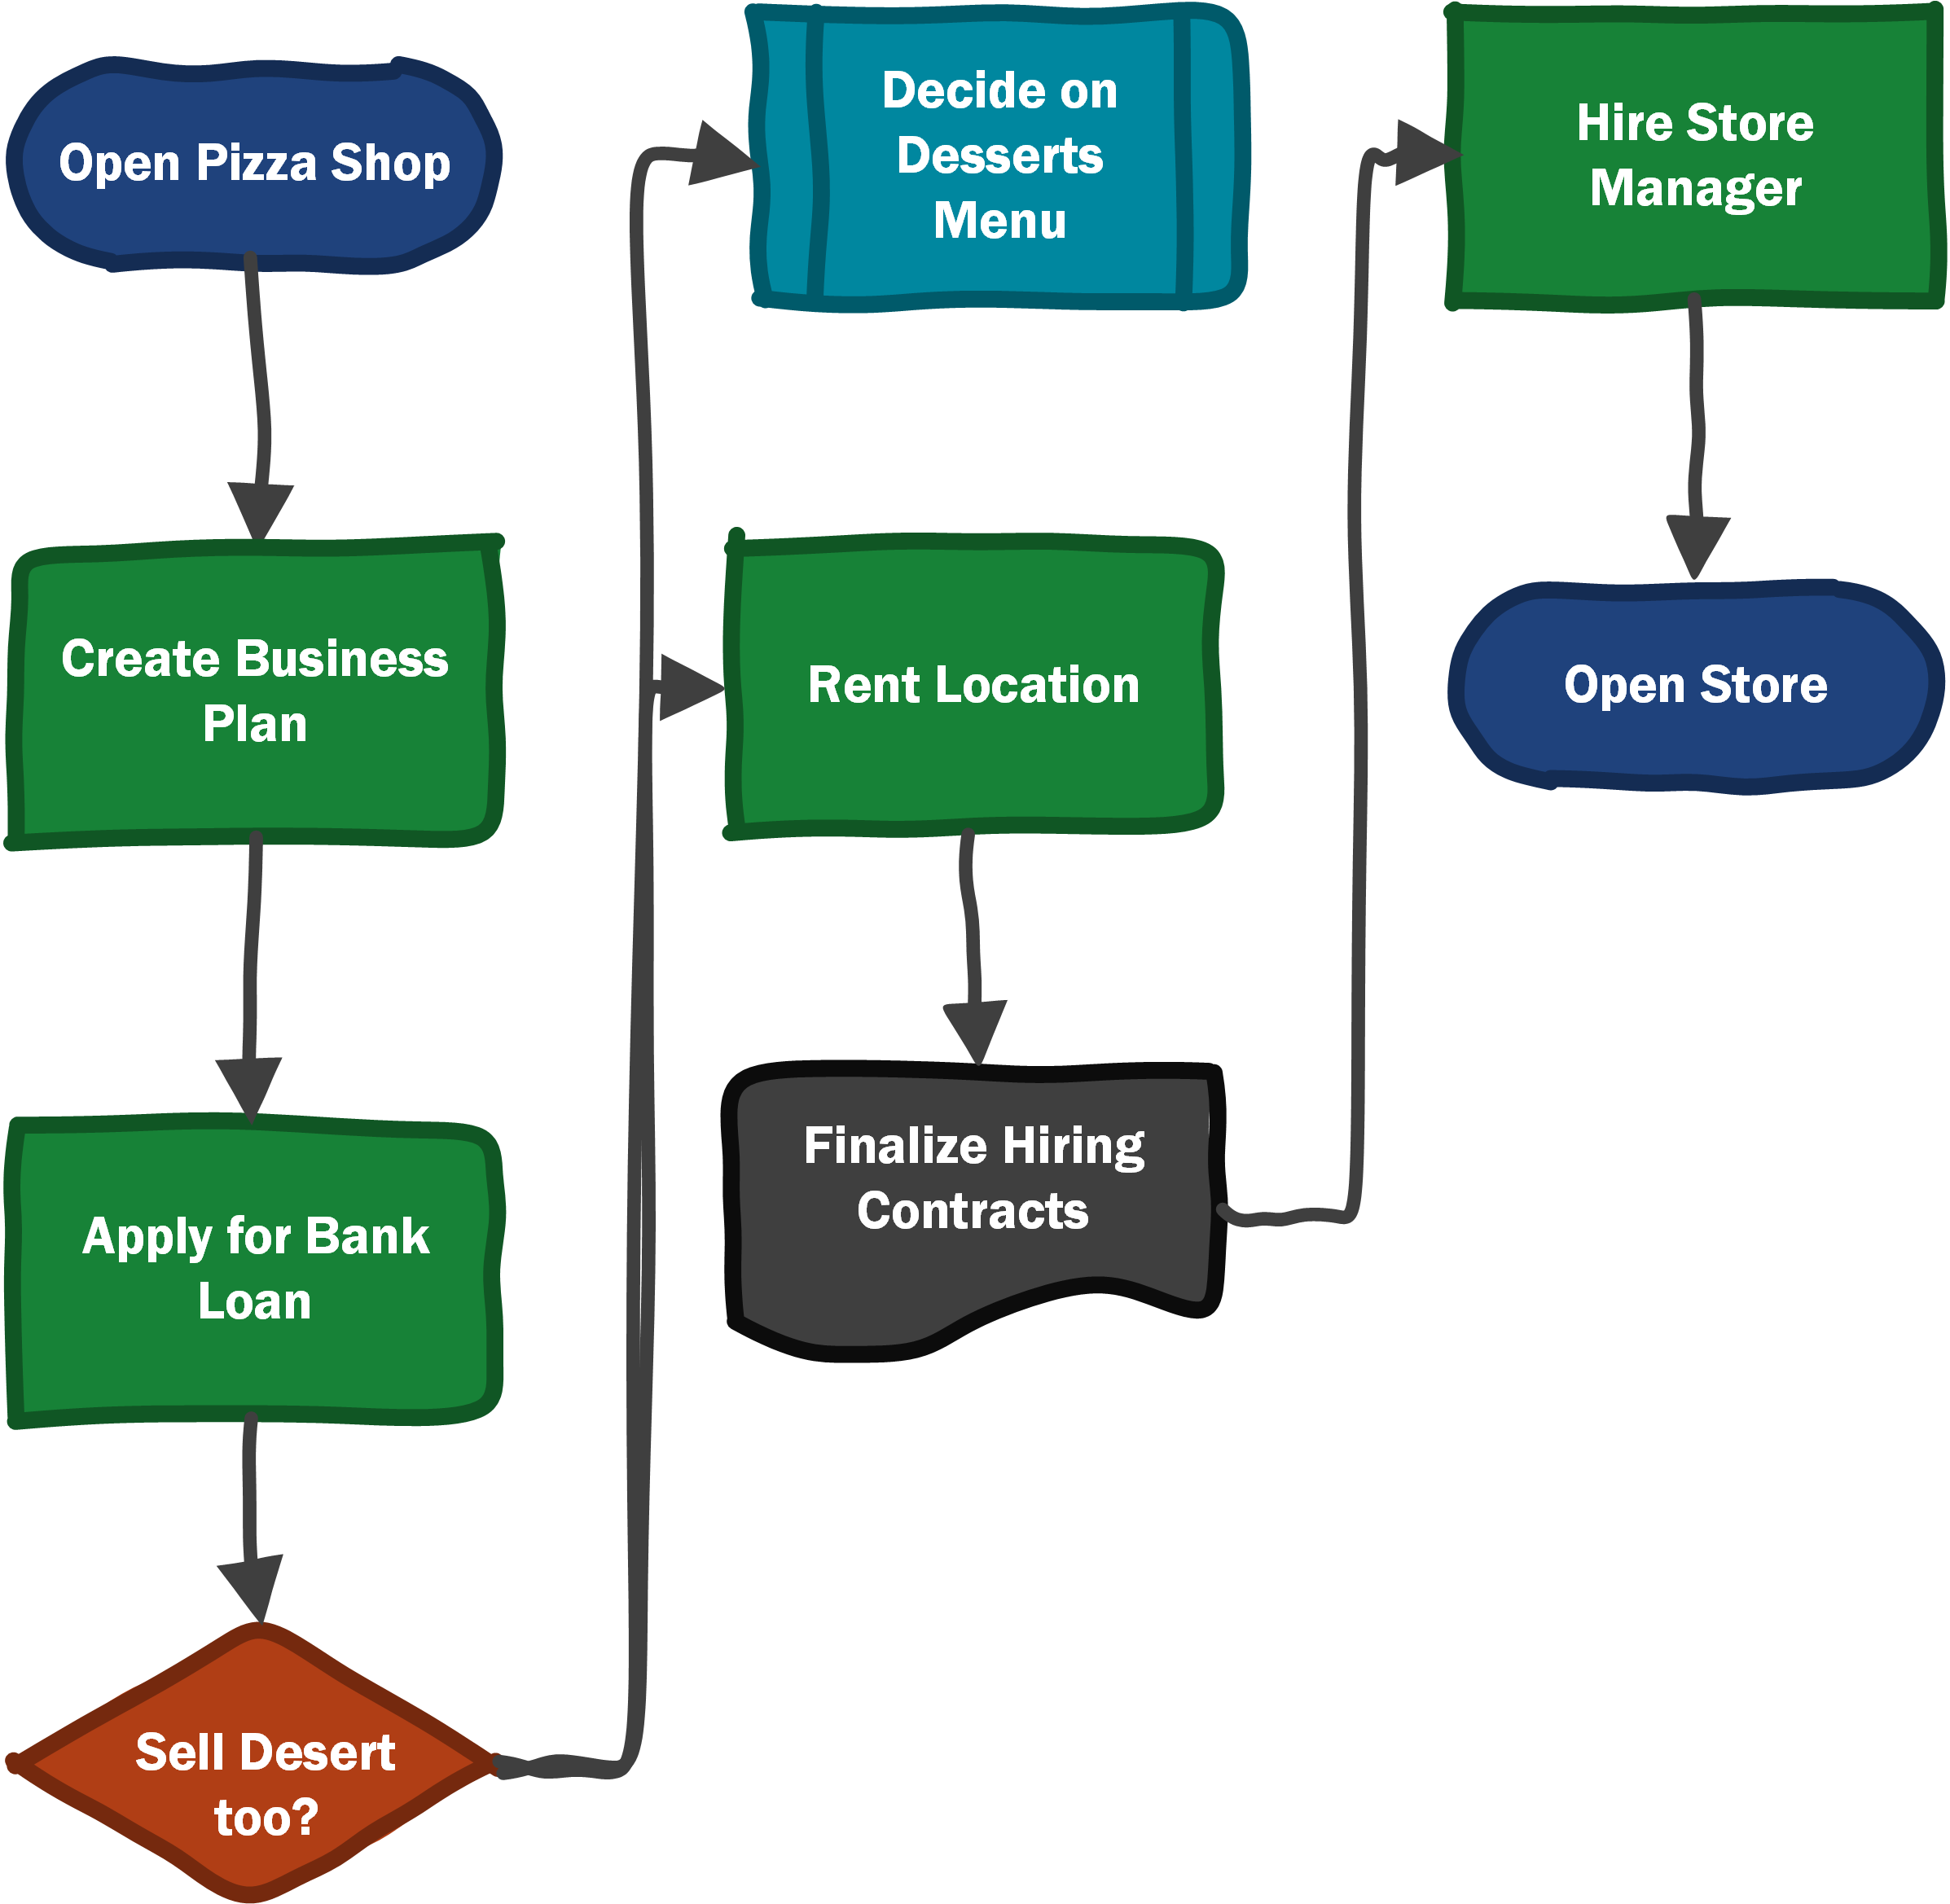 Open Pizza Shop
Create Business
Plan
Apply for Bank
Loan
Sell Desert
too?
Decide on
Desserts
Menu
Rent Location
Finalize Hiring
Contracts
Hire Store
Manager
Open Store